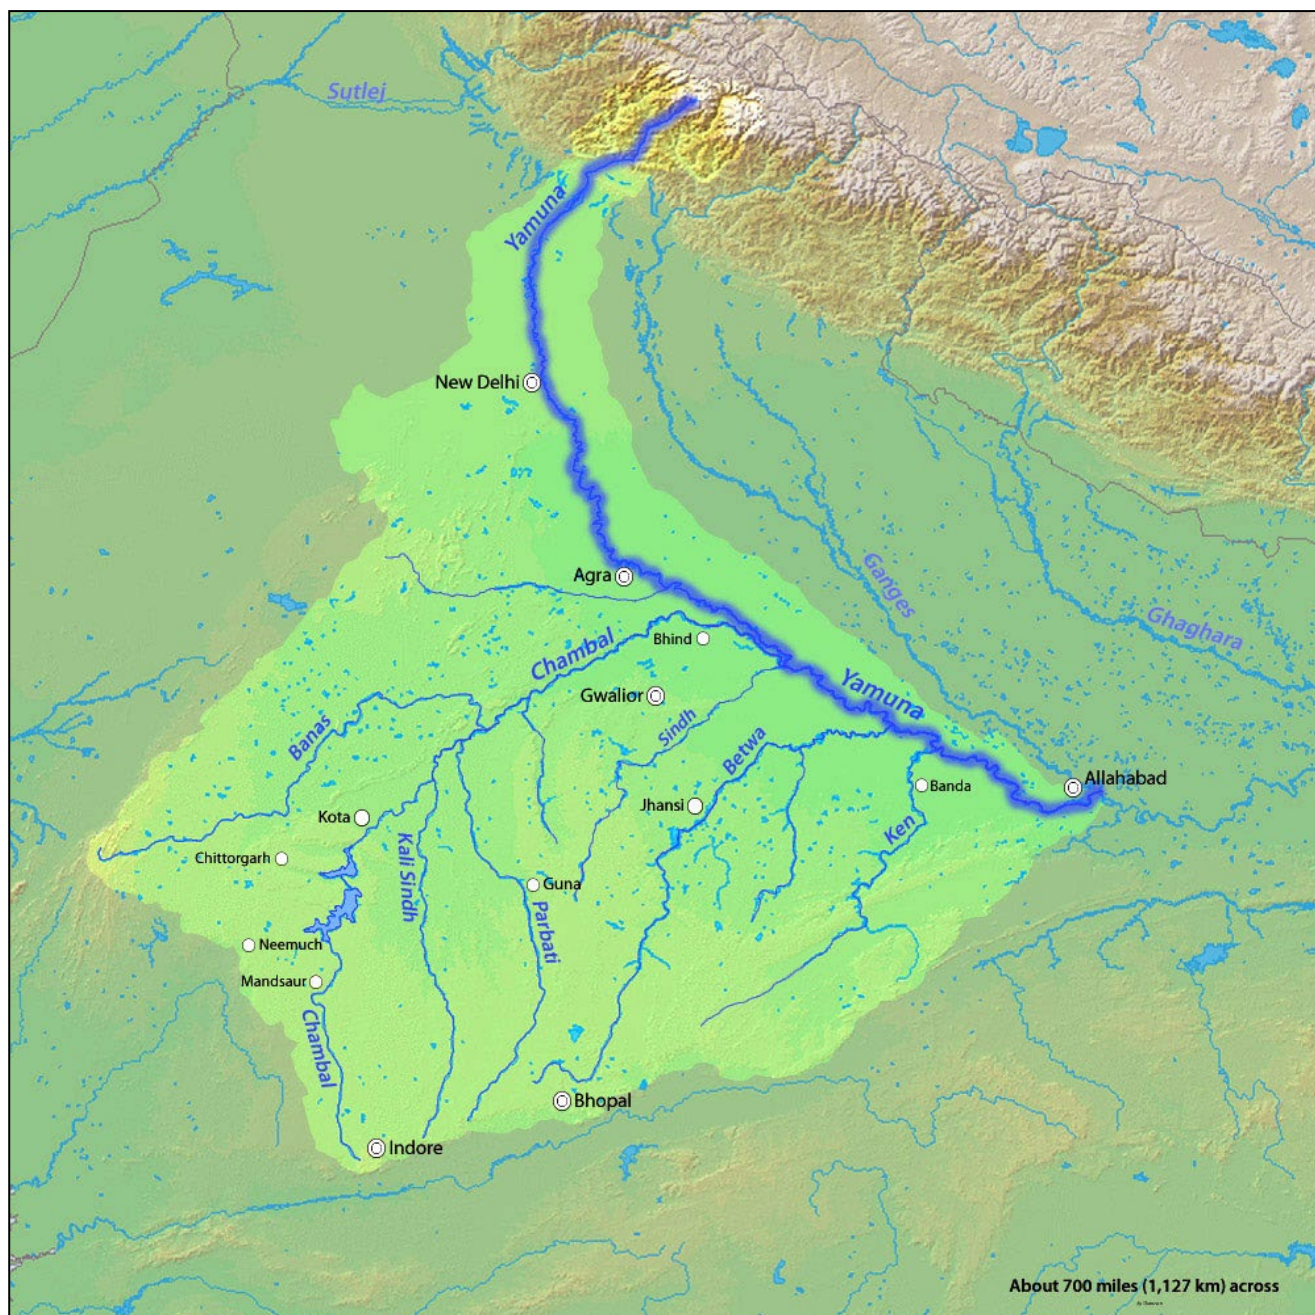 Sutlej
Yamuna
New Delhi
Agra
Ganges
Ghaghara
Chambal
Bhind
Gwalior
Yamuna
Banas
Sindh
Betwa
Allahabad
Banda
Jhansi
Kota
Ken
Chittorgarh
Kali Sindh
Guna
Parbati
Neemuch
Mandsaur
Chambal
Bhopal
Indore
About 700 miles (1,127 km) across